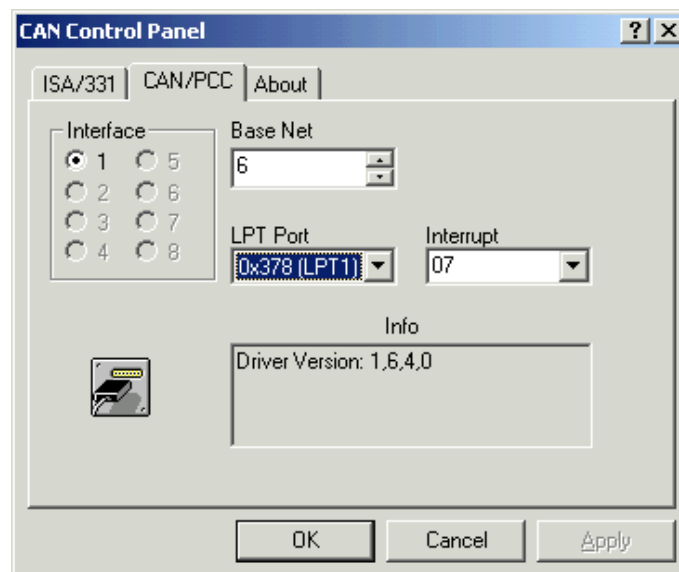 CAN Control Panel
ISA/331 CAN/PCC About
Interface
1 5
2 6
3 7
4 8
Base Net
6
LPT Port Interrupt
0x378 (LPT1) 07
Info
Driver Version: 1,6,4,0
OK Cancel Apply